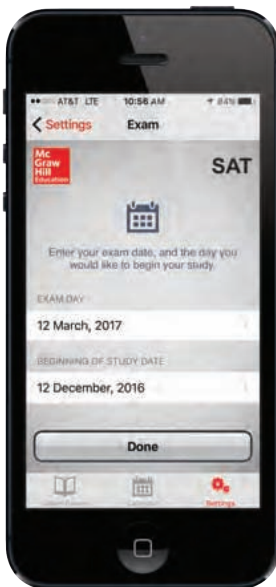 AT&T LTE 10:56 AM 84%
Settings Exam
Mc
Graw
Hill
Education
SAT
Enter your exam date, and the day you
would like to begin your study.
EXAM DAY
12 March, 2017
BEGINNING OF STUDY DATE
12 December, 2016
Done
Settings